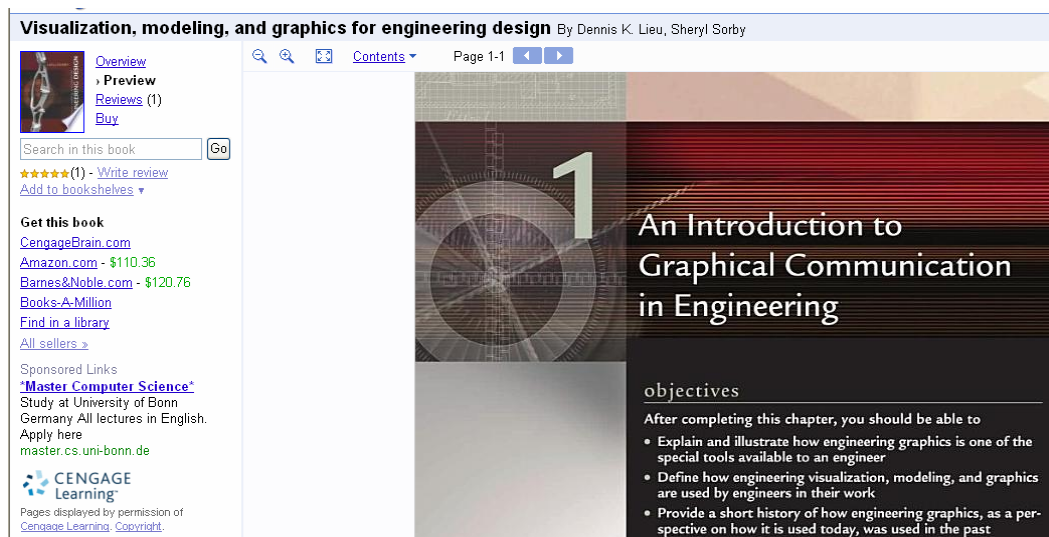 Visualization, modeling, and graphics for engineering design By Dennis K. Lieu, Sheryl Sorby
Overview
› Preview
Reviews (1)
Buy
Search in this book Go
(1) - Write review
Add to bookshelves ▼
Get this book
CengageBrain.com
Amazon.com - $110.36
Barnes&Noble.com - $120.76
Books-A-Million
Find in a library
All sellers »
Sponsored Links
*Master Computer Science*
Study at University of Bonn
Germany All lectures in English.
Apply here
master.cs.uni-bonn.de
CENGAGE
Learning™
Pages displayed by permission of
Cengage Learning. Copyright.
Contents ▼ Page 1-1
1
An Introduction to
Graphical Communication
in Engineering
objectives
After completing this chapter, you should be able to
• Explain and illustrate how engineering graphics is one of the
special tools available to an engineer
• Define how engineering visualization, modeling, and graphics
are used by engineers in their work
• Provide a short history of how engineering graphics, as a per-
spective on how it is used today, was used in the past